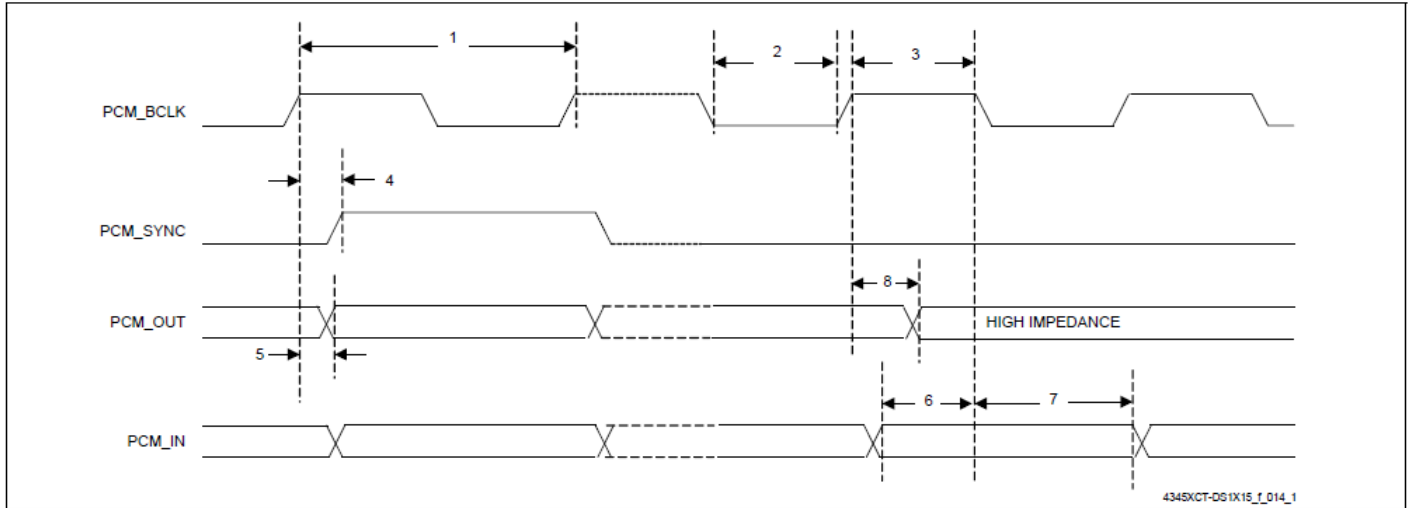 1
2
3
PCM_BCLK
4
PCM_SYNC
8
PCM_OUT
HIGH IMPEDANCE
5
6
7
PCM_IN
4345XCT-DS1X15_f_014_1